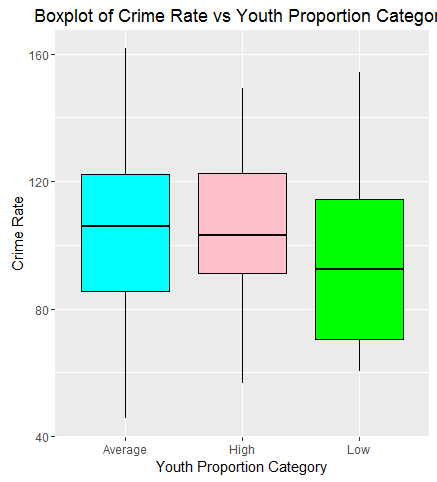 Boxplot of Crime Rate vs Youth Proportion Categor
160
120
80
40
Crime Rate
Average High Low
Youth Proportion Category